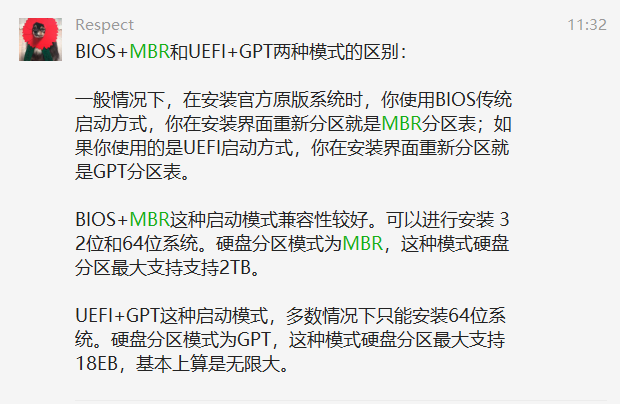 Respect
11:32
BIOS+MBR和UEFI+GPT两种模式的区别：
一般情况下，在安装官方原版系统时，你使用BIOS传统
启动方式，你在安装界面重新分区就是MBR分区表；如
果你使用的是UEFI启动方式，你在安装界面重新分区就
是GPT分区表。
BIOS+MBR这种启动模式兼容性较好。可以进行安装 3
2位和64位系统。硬盘分区模式为MBR，这种模式硬盘
分区最大支持支持2TB。
UEFI+GPT这种启动模式，多数情况下只能安装64位系
统。硬盘分区模式为GPT，这种模式硬盘分区最大支持
18EB，基本上算是无限大。